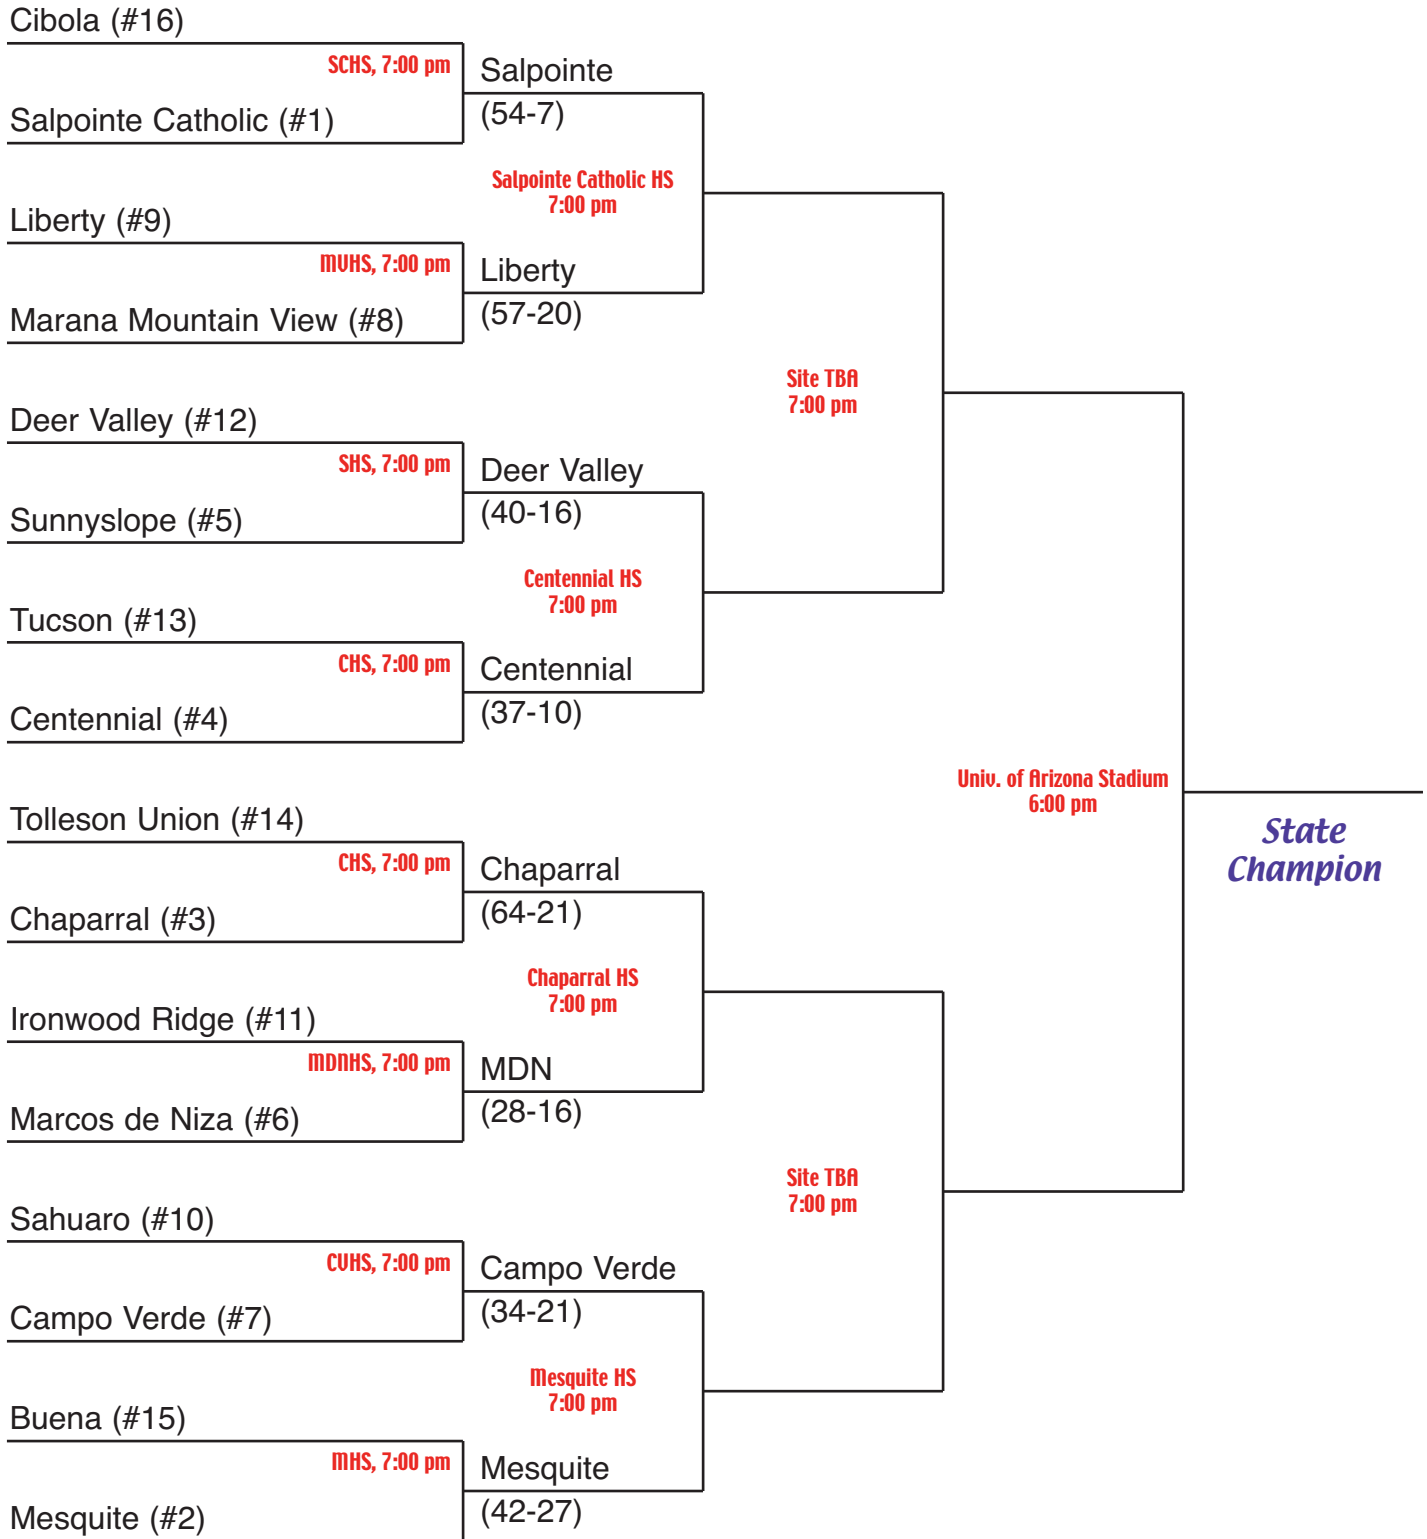 Cibola (#16)
SCHS, 7:00 pm
Salpointe Catholic (#1)
Salpointe
(54-7)
Salpointe Catholic HS
7:00 pm
Liberty (#9)
MVHS, 7:00 pm
Marana Mountain View (#8)
Liberty
(57-20)
Site TBA
7:00 pm
Deer Valley (#12)
SHS, 7:00 pm
Sunnyslope (#5)
Deer Valley
(40-16)
Centennial HS
7:00 pm
Tucson (#13)
CHS, 7:00 pm
Centennial (#4)
Centennial
(37-10)
Univ. of Arizona Stadium
6:00 pm
State
Champion
Tolleson Union (#14)
CHS, 7:00 pm
Chaparral (#3)
Chaparral
(64-21)
Chaparral HS
7:00 pm
Ironwood Ridge (#11)
MDNHS, 7:00 pm
Marcos de Niza (#6)
MDN
(28-16)
Site TBA
7:00 pm
Sahuaro (#10)
CVHS, 7:00 pm
Campo Verde (#7)
Campo Verde
(34-21)
Mesquite HS
7:00 pm
Buena (#15)
MHS, 7:00 pm
Mesquite (#2)
Mesquite
(42-27)